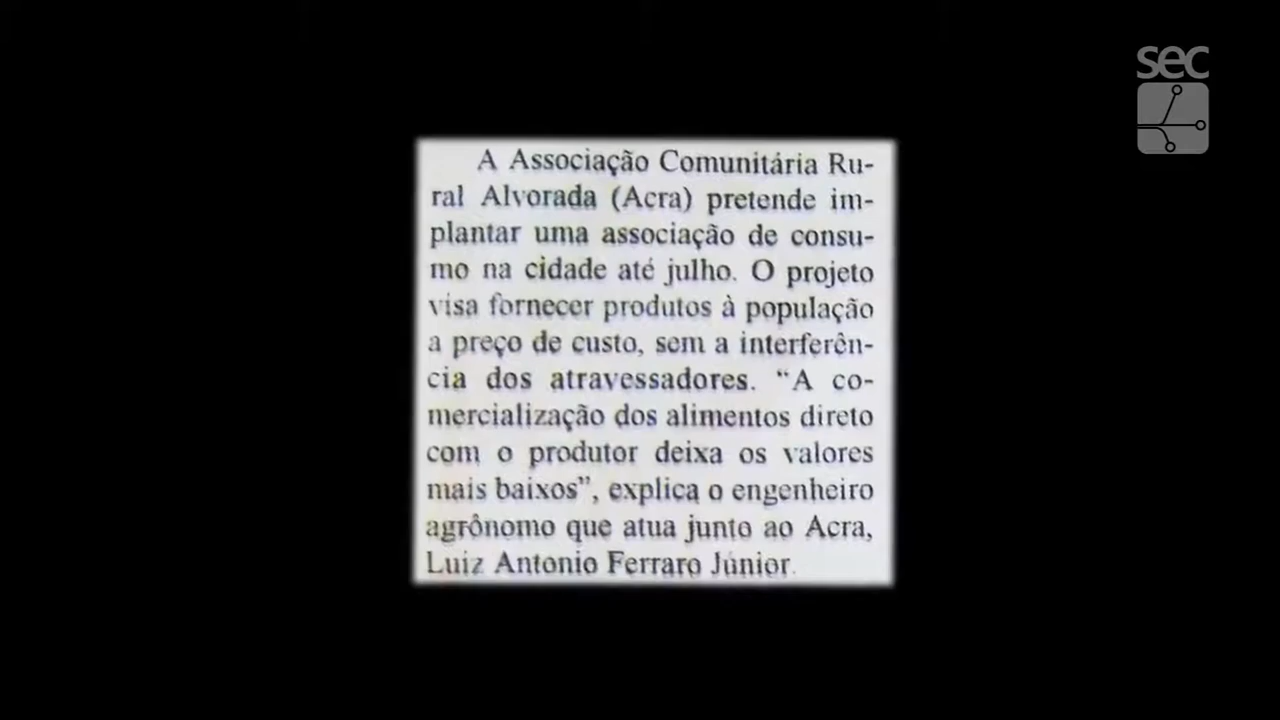 sec
A Associação Comunitária Ru-
ral Alvorada (Acra) pretende im-
plantar uma associação de consu-
mo na cidade até julho. O projeto
visa fornecer produtos à população
a preço de custo, sem a interferên-
cia dos atravessadores. “A co-
mercialização dos alimentos direto
com o produtor deixa os valores
mais baixos”, explica o engenheiro
agrônomo que atua junto ao Acra,
Luiz Antonio Ferraro Júnior.